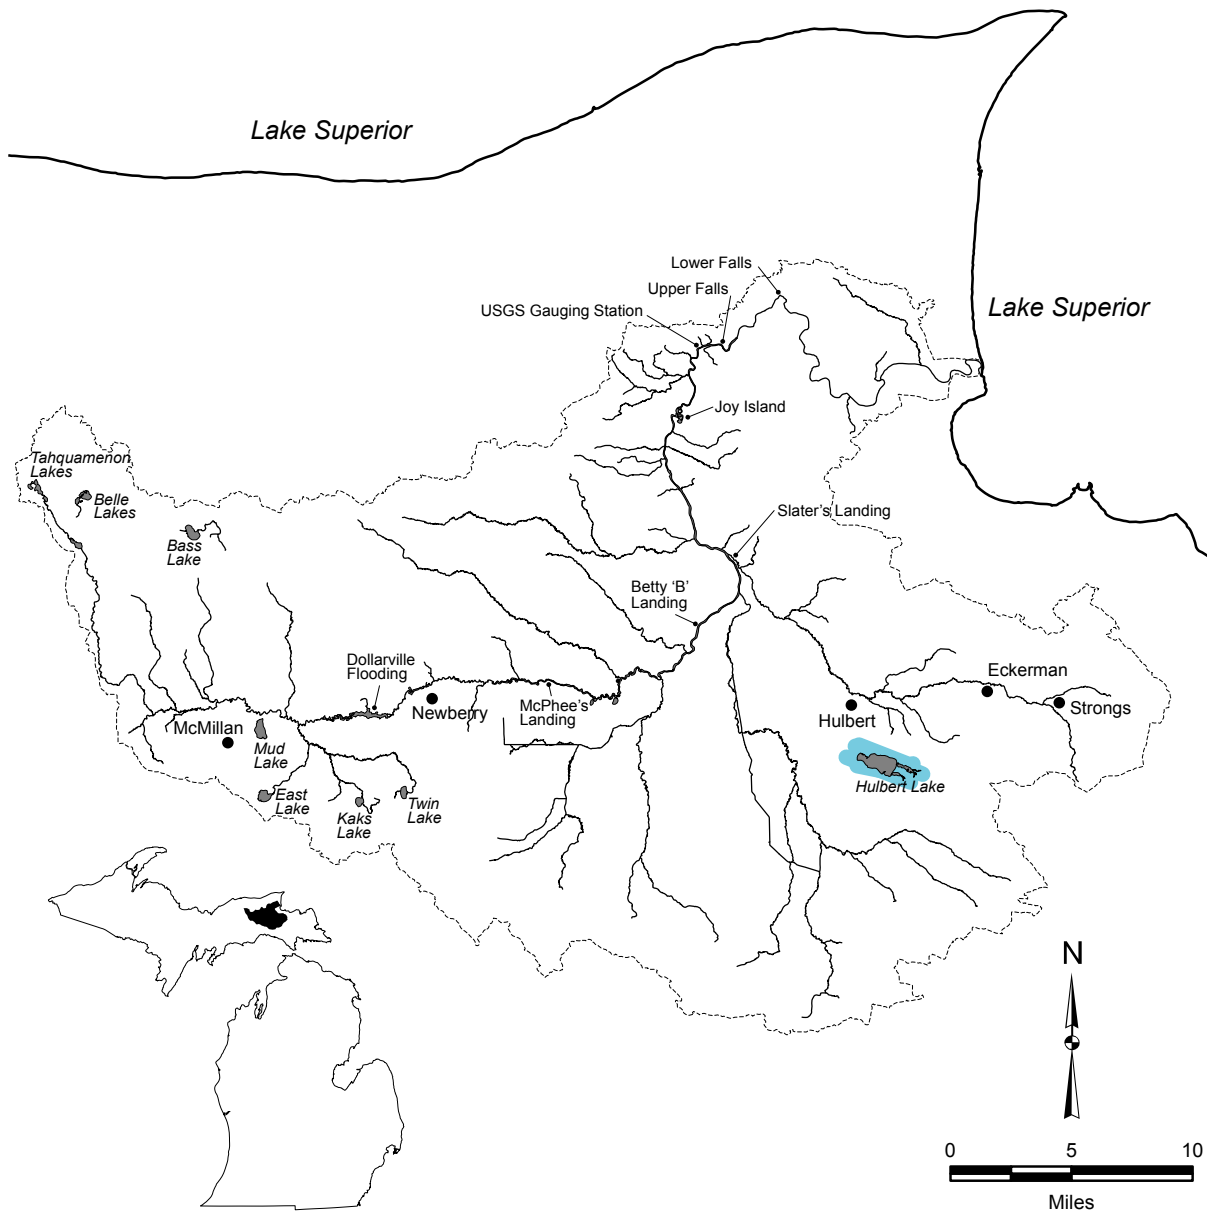 Lake Superior
Lower Falls
Upper Falls
USGS Gauging Station
Lake Superior
Joy Island
Tahquamenon
Lakes
Belle
Lakes
Bass
Lake
Slater's Landing
Betty 'B'
Landing
Dollarville
Flooding
Eckerman
McMillan
Newberry
McPhee's
Landing
Hulbert
Strongs
Mud
Lake
Hulbert Lake
East
Lake
Kaks
Lake
Twin
Lake
N
0 5 10
Miles